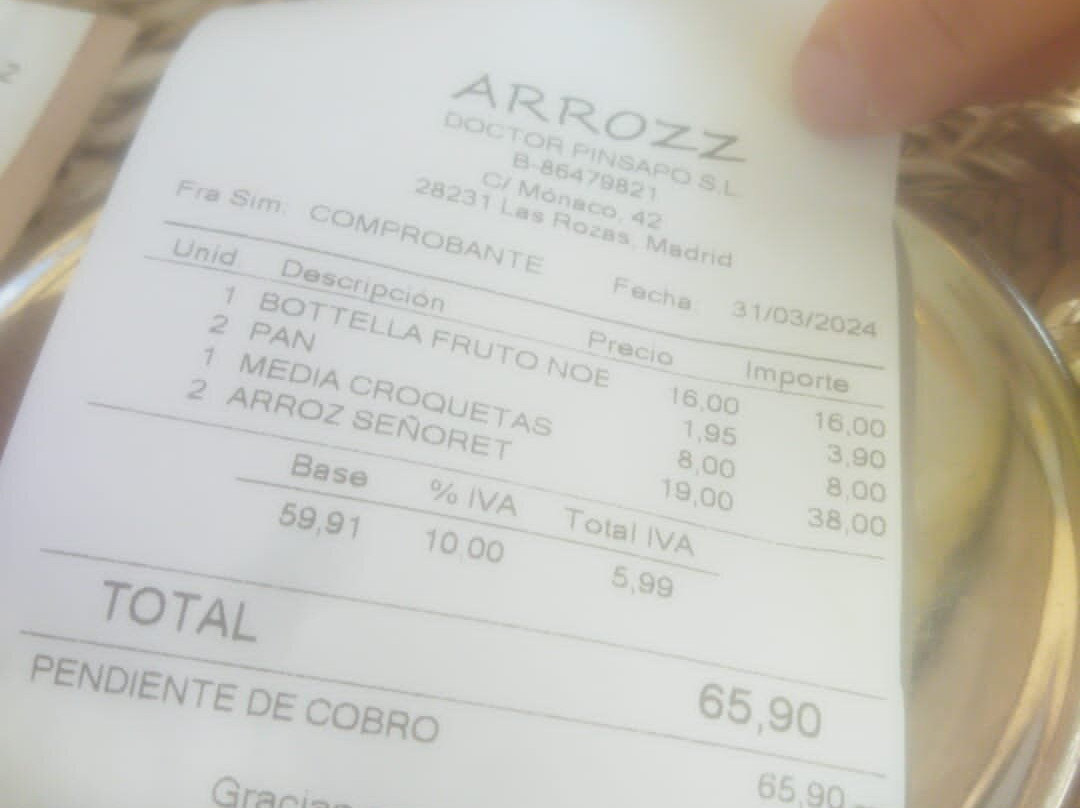 2
ARROZZ
DOCTOR PINSAPO S.L.
B-86479821
C/ Mónaco, 42
28231 Las Rozas, Madrid
Fra Sim: COMPROBANTE Fecha 31/03/2024
Unid. Descripción Precio Importe
1 BOTTELLA FRUTO NOE 16,00 16,00
2 PAN 1,95 3,90
1 MEDIA CROQUETAS 8,00 8,00
2 ARROZ SEÑORET 19,00 38,00
Base % IVA Total IVA
59,91 10,00 5,99
TOTAL 65,90
PENDIENTE DE COBRO 65,90
Gracias